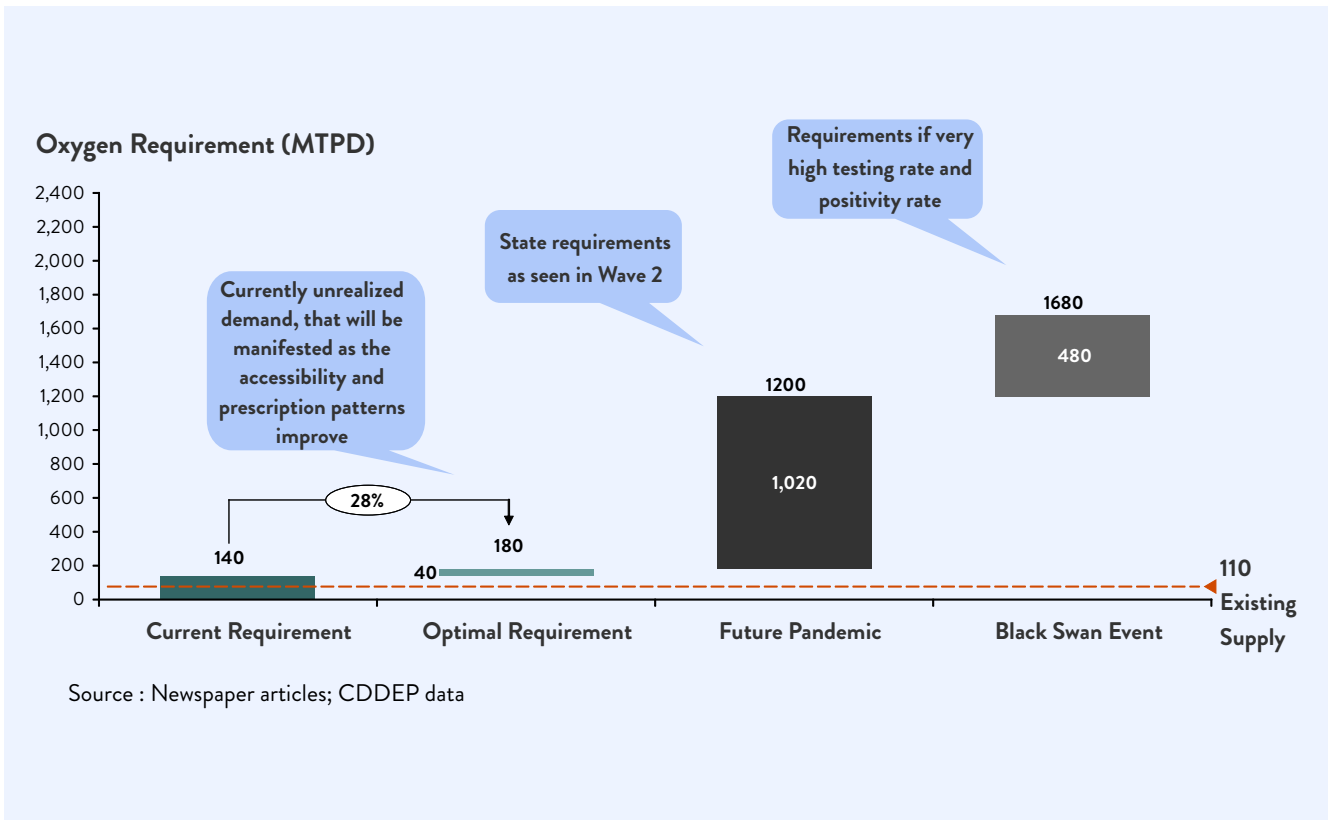 Oxygen Requirement (MTPD)
2,400
2,200
2,000
1,800
1,600
1,400
1,200
1,000
800
600
400
200
0
Currently unrealized
demand, that will be
manifested as the
accessibility and
prescription patterns
improve
State requirements
as seen in Wave 2
Requirements if very
high testing rate and
positivity rate
28%
140
40
180
1200
1,020
1680
480
110
Existing
Supply
Current Requirement
Optimal Requirement
Future Pandemic
Black Swan Event
Source : Newspaper articles; CDDEP data